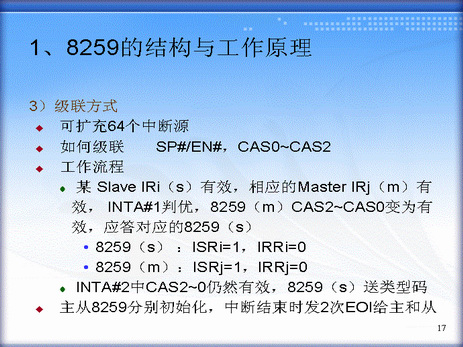 1、8259的结构与工作原理
3）级联方式
可扩充64个中断源
如何级联 SP#/EN#，CAS0~CAS2
工作流程
某 Slave IRi（s）有效，相应的Master IRj（m）有
效， INTA#1判优，8259（m）CAS2~CAS0变为有
效，应答对应的8259（s）
8259（s）：ISRi=1，IRRi=0
8259（m）：ISRj=1，IRRj=0
INTA#2中CAS2~0仍然有效，8259（s）送类型码
主从8259分别初始化，中断结束时发2次EOI给主和从
17